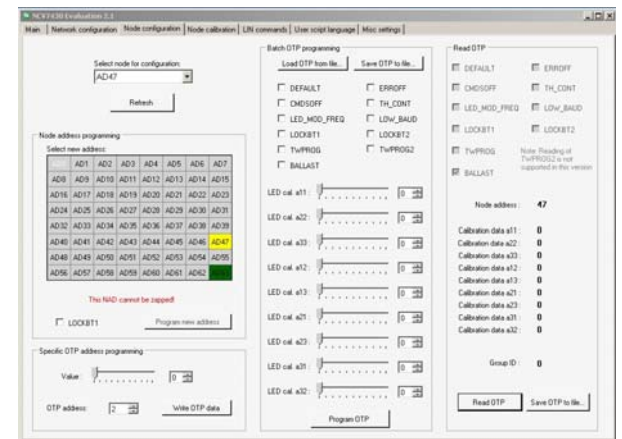 NCV7430 Evaluation 2.1
Main Network configuration Node configuration Node calibration LIN commands User script language Misc settings
Select node for configuration:
AD47
Refresh
Node address programming
Select new address:
AD1 AD2 AD3 AD4 AD5 AD6 AD7
AD8 AD9 AD10 AD11 AD12 AD13 AD14 AD15
AD16 AD17 AD18 AD19 AD20 AD21 AD22 AD23
AD24 AD25 AD26 AD27 AD28 AD29 AD30 AD31
AD32 AD33 AD34 AD35 AD36 AD37 AD38 AD39
AD40 AD41 AD42 AD43 AD44 AD45 AD46 AD47
AD48 AD49 AD50 AD51 AD52 AD53 AD54 AD55
AD56 AD57 AD58 AD59 AD60 AD61 AD62
This NAD cannot be zapped!
LOCKBT1
Program new address
Specific OTP address programming
Value: 0
OTP address: 2
Write OTP data
Batch OTP programming
Load OTP from file... Save OTP to file...
DEFAULT ERROFF
CMDSOFF TH_CONT
LED_MOD_FREQ LOW_BAUD
LOCKBT1 LOCKBT2
TWPROG TWPROG2
BALLAST
LED cal. a11: 0
LED cal. a22: 0
LED cal. a33: 0
LED cal. a12: 0
LED cal. a13: 0
LED cal. a21: 0
LED cal. a23: 0
LED cal. a31: 0
LED cal. a32: 0
Program OTP
Read OTP
DEFAULT ERROFF
CMDSOFF TH_CONT
LED_MOD_FREQ LOW_BAUD
LOCKBT1 LOCKBT2
TWPROG
Note: Reading of
TWPROG2 is not
supported in this version
BALLAST
Node address: 47
Calibration data a11: 0
Calibration data a22: 0
Calibration data a33: 0
Calibration data a12: 0
Calibration data a13: 0
Calibration data a21: 0
Calibration data a23: 0
Calibration data a31: 0
Calibration data a32: 0
Group ID: 0
Read OTP Save OTP to file...